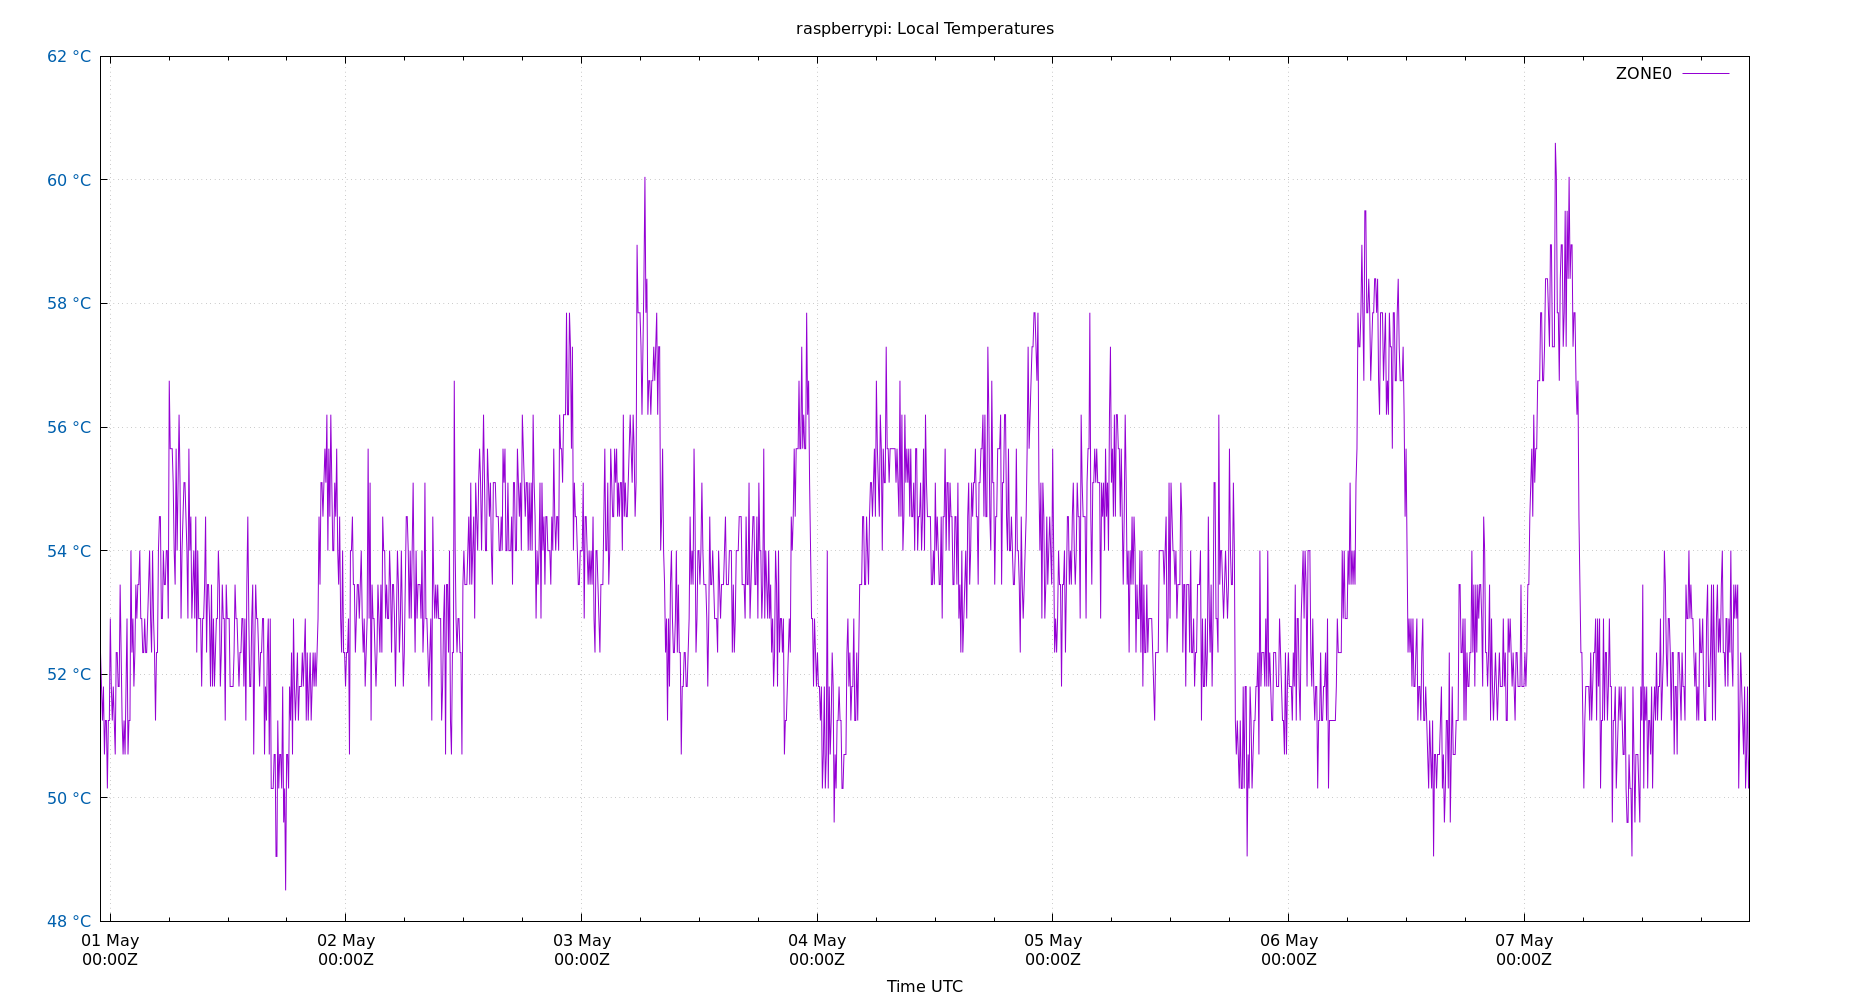 raspberrypi: Local Temperatures
62 °C
ZONE0
60 °C
58 °C
56 °C
54 °C
52 °C
50 °C
48 °C
01 May 02 May 03 May 04 May 05 May 06 May 07 May
00:00Z 00:00Z 00:00Z 00:00Z 00:00Z 00:00Z 00:00Z
Time UTC